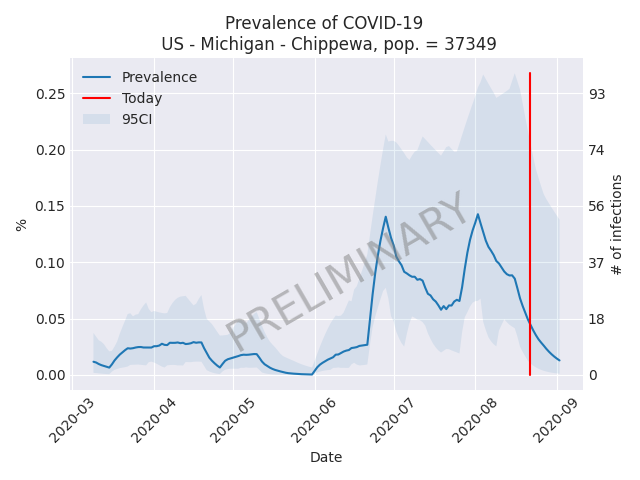 Prevalence of COVID-19
US - Michigan - Chippewa, pop. = 37349
Prevalence
Today
95CI
PRELIMINARY
%
0.25
0.20
0.15
0.10
0.05
0.00
93
74
56
37
18
0
# of infections
2020-03
2020-04
2020-05
2020-06
2020-07
2020-08
2020-09
Date